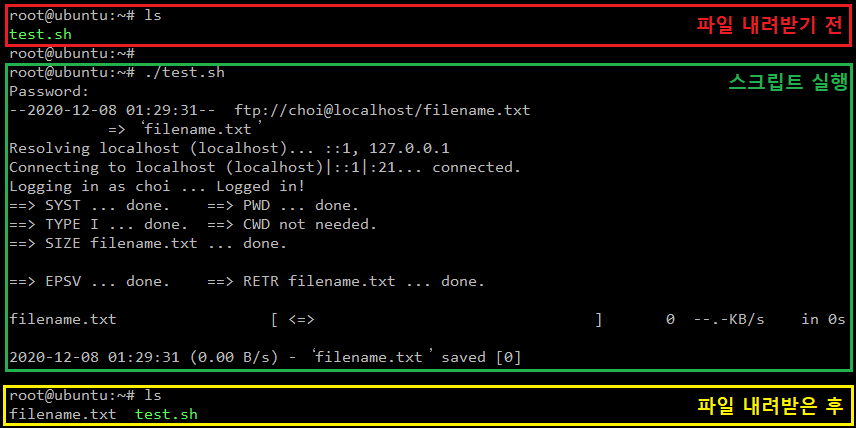 root@ubuntu:~# ls
파일 내려받기 전
test.sh
root@ubuntu:~#
root@ubuntu:~# ./test.sh
스크립트 실행
Password:
--2020-12-08 01:29:31--  ftp://choi@localhost/filename.txt
           => ‘filename.txt’
Resolving localhost (localhost)... ::1, 127.0.0.1
Connecting to localhost (localhost)|::1|:21... connected.
Logging in as choi ... Logged in!
==> SYST ... done.    ==> PWD ... done.
==> TYPE I ... done.  ==> CWD not needed.
==> SIZE filename.txt ... done.
==> EPSV ... done.    ==> RETR filename.txt ... done.
filename.txt                 [ <=>                               ]       0  --.-KB/s    in 0s
2020-12-08 01:29:31 (0.00 B/s) - ‘filename.txt’ saved [0]
root@ubuntu:~# ls
파일 내려받은 후
filename.txt  test.sh